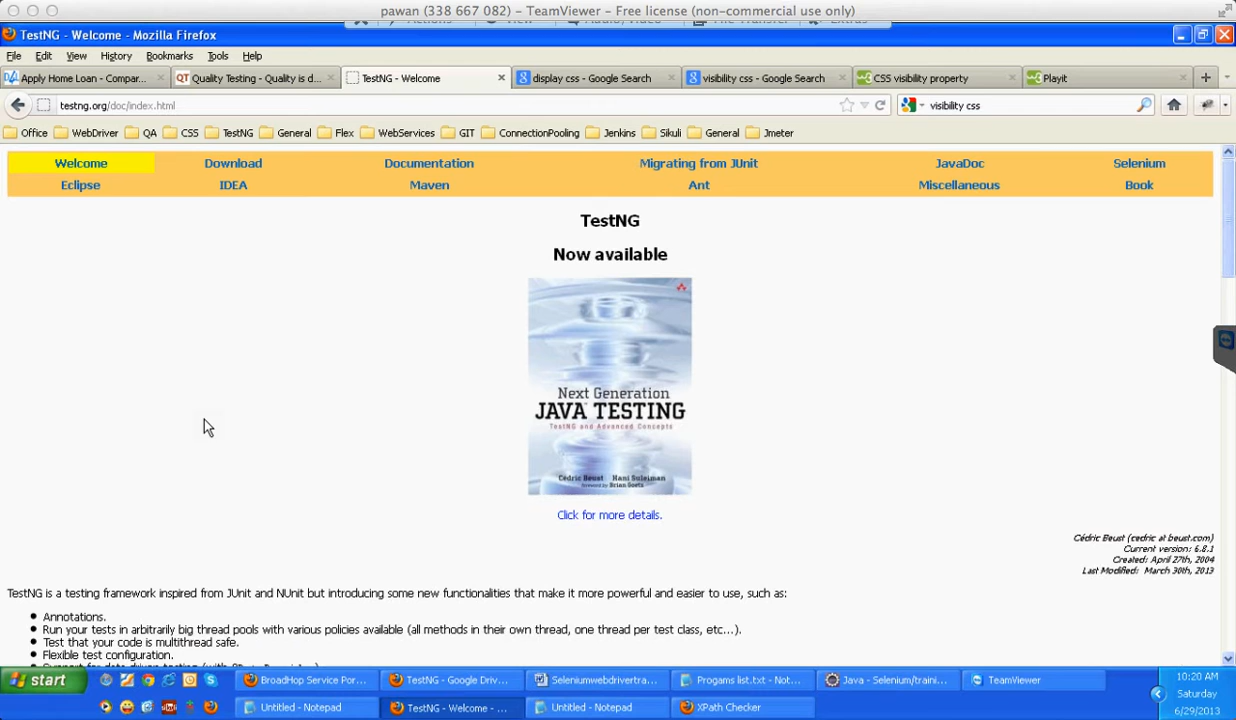 pawan (338 667 082) - TeamViewer - Free license (non-commercial use only)
TestNG - Welcome - Mozilla Firefox
File Edit View History Bookmarks Tools Help
Apply Home Loan - Compar... Quality Testing - Quality is d... TestNG - Welcome display css - Google Search visibility css - Google Search CSS visibility property Playit
testng.org/doc/index.html visibility css
Office WebDriver QA CSS TestNG General Flex WebServices GIT ConnectionPooling Jenkins Sikuli General Jmeter
Welcome Download Documentation Migrating from JUnit JavaDoc Selenium
Eclipse IDEA Maven Ant Miscellaneous Book
TestNG
Now available
Next Generation
JAVA TESTING
TestNG and Advanced Concepts
Cédric Beust Hani Suleiman
Foreword by Brian Goetz
Click for more details.
Cédric Beust (cedric at beust.com)
Current version: 6.8.1
Created: April 27th, 2004
Last Modified: March 30th, 2013
TestNG is a testing framework inspired from JUnit and NUnit but introducing some new functionalities that make it more powerful and easier to use, such as:
Annotations.
Run your tests in arbitrarily big thread pools with various policies available (all methods in their own thread, one thread per test class, etc...).
Test that your code is multithread safe.
Flexible test configuration.
start BroadHop Service Por... TestNG - Google Driv... Seleniumwebdrivertra... Progams list.txt - Not... Java - Selenium/traini... TeamViewer 10:20 AM
Saturday
Untitled - Notepad TestNG - Welcome - ... Untitled - Notepad XPath Checker 6/29/2013